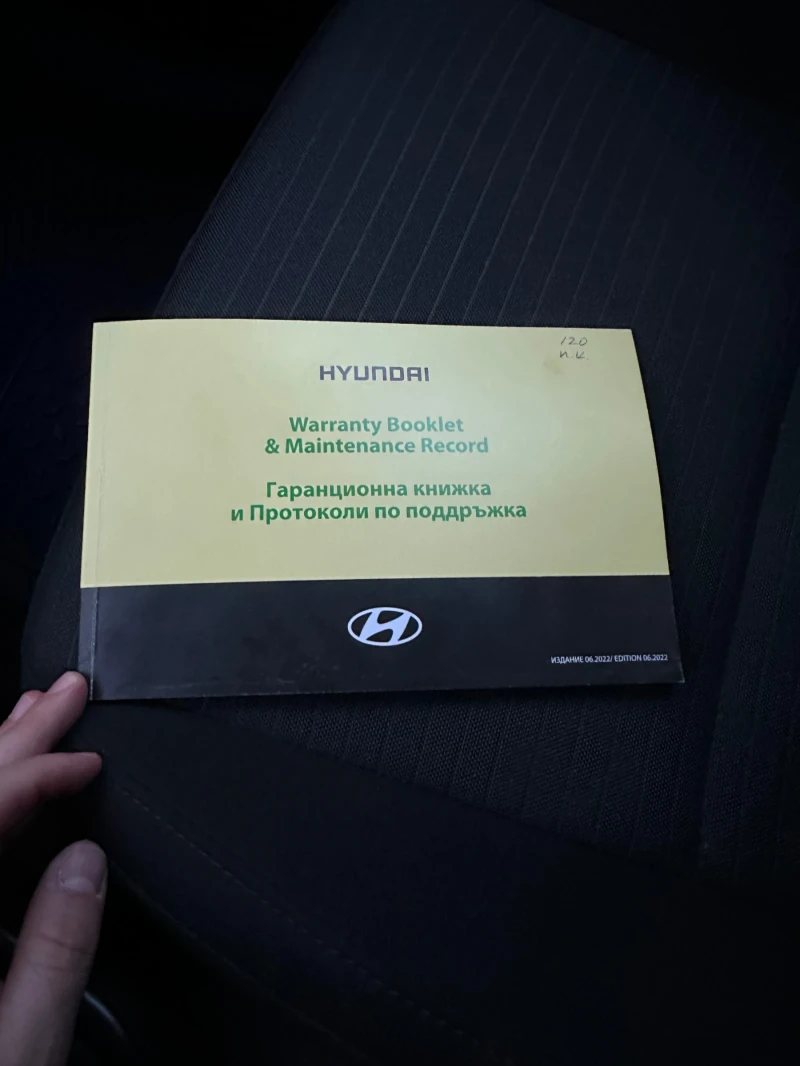 120
п.к.
HYUNDAI
Warranty Booklet
& Maintenance Record
Гаранционна книжка
и Протоколи по поддръжка
ИЗДАНИЕ 06.2022/ EDITION 06.2022